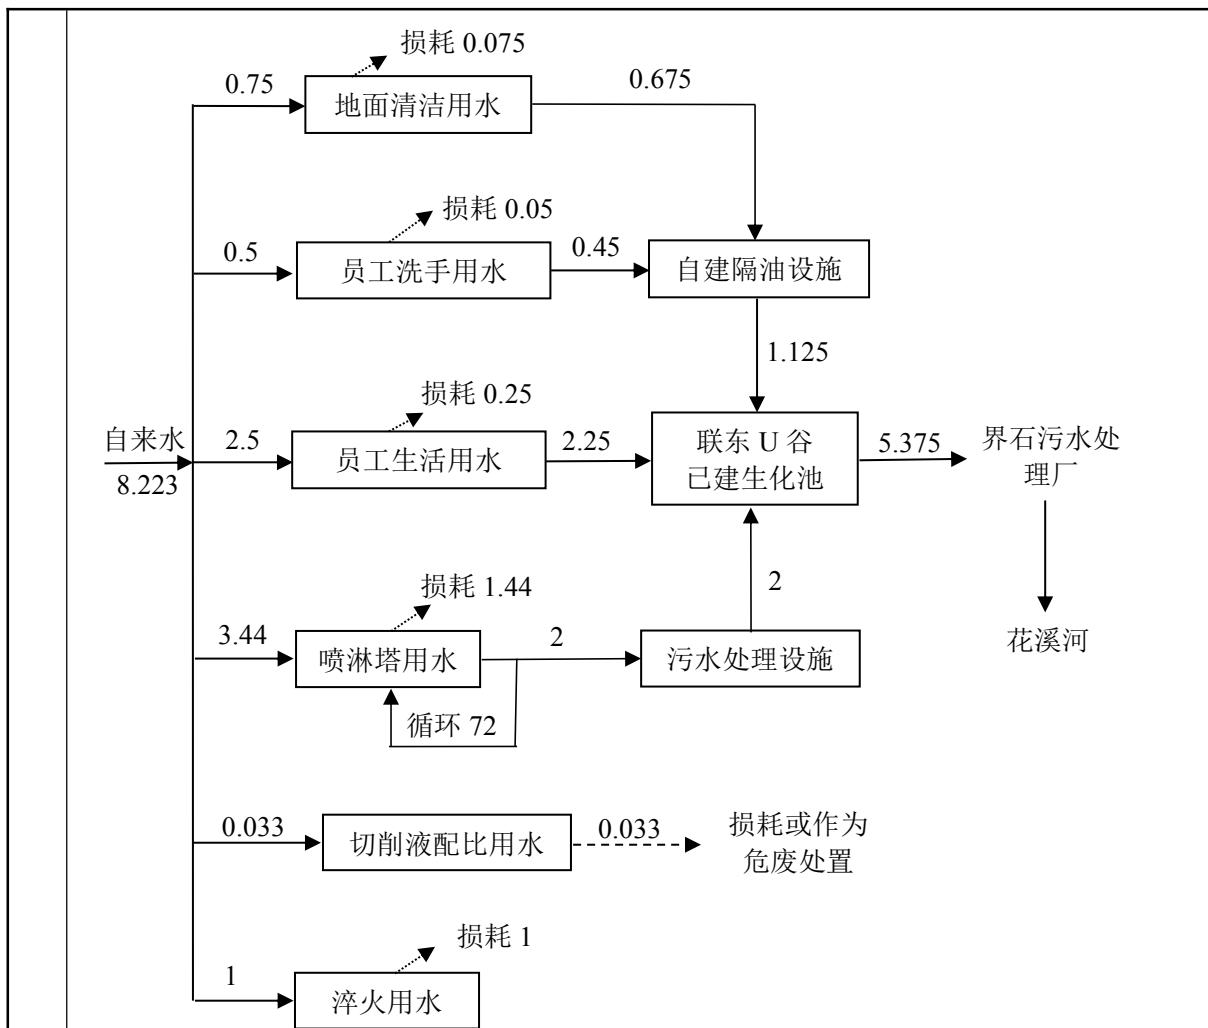 损耗 0.075
0.75
地面清洁用水
0.675
损耗 0.05
0.5
员工洗手用水
0.45
自建隔油设施
1.125
损耗 0.25
自来水
8.223
2.5
员工生活用水
2.25
联东 U 谷
已建生化池
5.375
界石污水处
理厂
损耗 1.44
3.44
喷淋塔用水
2
污水处理设施
2
花溪河
循环 72
0.033
切削液配比用水
0.033
损耗或作为
危废处置
损耗 1
1
淬火用水